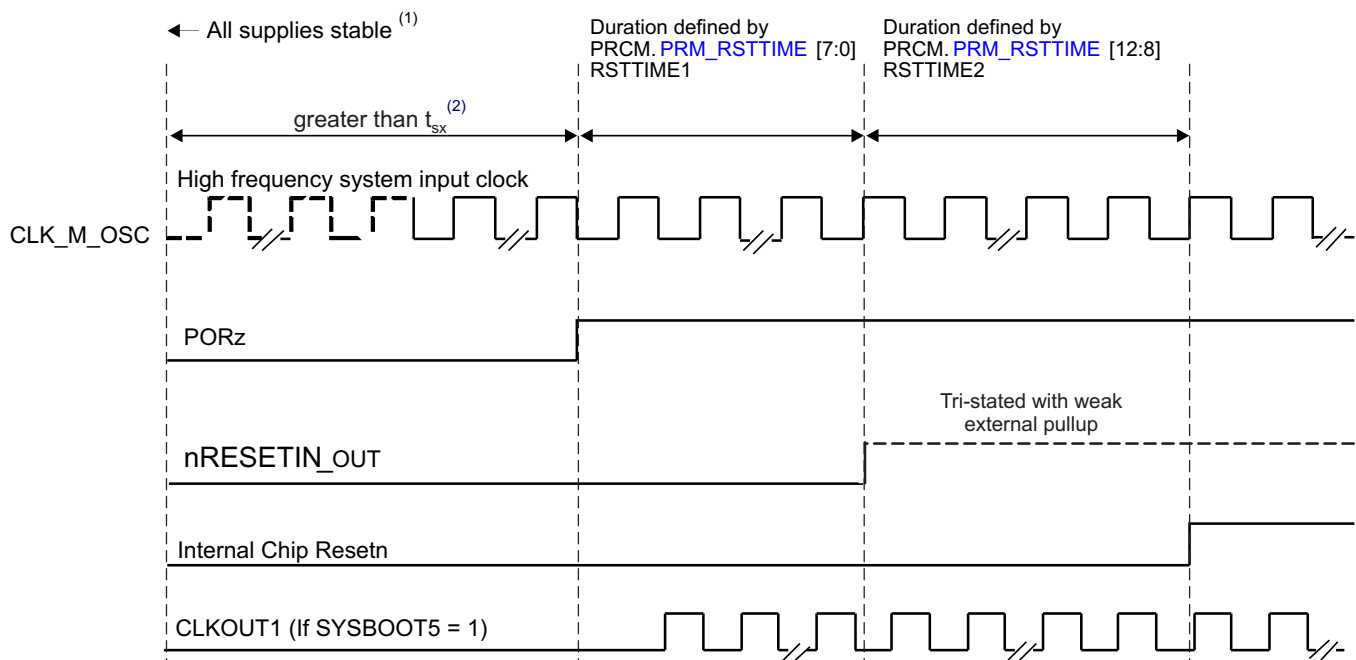 All supplies stable (1)
Duration defined by
PRCM. PRM_RSTTIME [7:0]
RSTTIME1
Duration defined by
PRCM. PRM_RSTTIME [12:8]
RSTTIME2
greater than tsx(2)
High frequency system input clock
CLK_M_OSC
PORz
Tri-stated with weak
external pullup
nRESETIN_OUT
Internal Chip Resetn
CLKOUT1 (If SYSBOOT5 = 1)